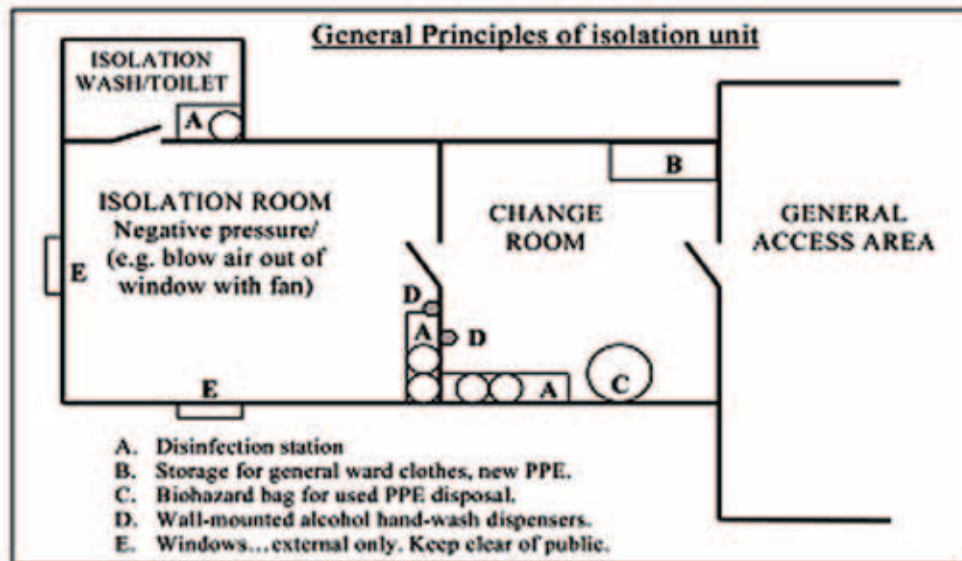 General Principles of isolation unit
ISOLATION
WASH/TOILET
A
B
ISOLATION ROOM
Negative pressure/
(e.g. blow air out of
window with fan)
CHANGE
ROOM
GENERAL
ACCESS AREA
E
D
A
D
E
A
C
A. Disinfection station
B. Storage for general ward clothes, new PPE.
C. Biohazard bag for used PPE disposal.
D. Wall-mounted alcohol hand-wash dispensers.
E. Windows...external only. Keep clear of public.